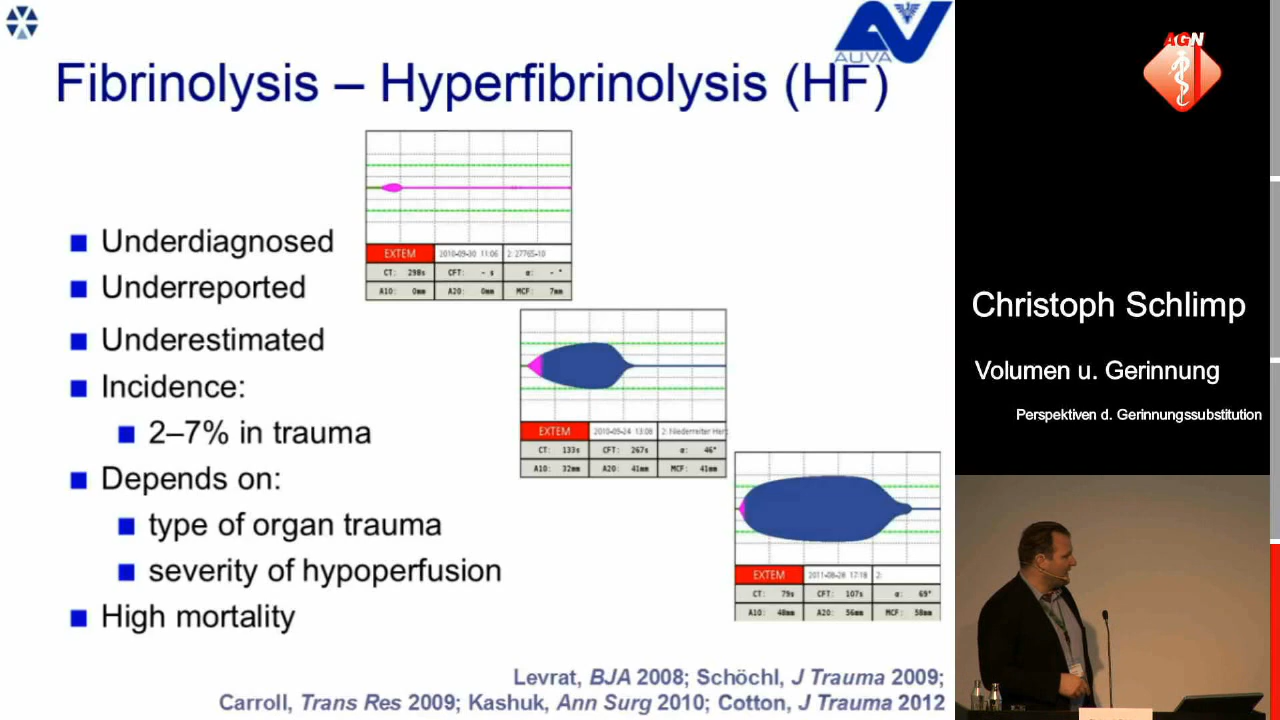 AUVA
Fibrinolysis – Hyperfibrinolysis (HF)
Underdiagnosed
Underreported
Underestimated
Incidence:
2–7% in trauma
Depends on:
type of organ trauma
severity of hypoperfusion
High mortality
EXTEM 2010-09-30 11:06 2: 27765-10
CT: 298s CFT: - s α: - °
A10: 0mm A20: 0mm MCF: 7mm
EXTEM 2010-05-24 13:08 2: Niederreiter Her
CT: 133s CFT: 267s α: 46°
A10: 32mm A20: 41mm MCF: 41mm
EXTEM 2011-08-28 17:18 2:
CT: 79s CFT: 107s α: 69°
A10: 48mm A20: 56mm MCF: 58mm
Levrat, BJA 2008; Schöchl, J Trauma 2009;
Carroll, Trans Res 2009; Kashuk, Ann Surg 2010; Cotton, J Trauma 2012
AGN
Christoph Schlimp
Volumen u. Gerinnung
Perspektiven d. Gerinnungssubstitution